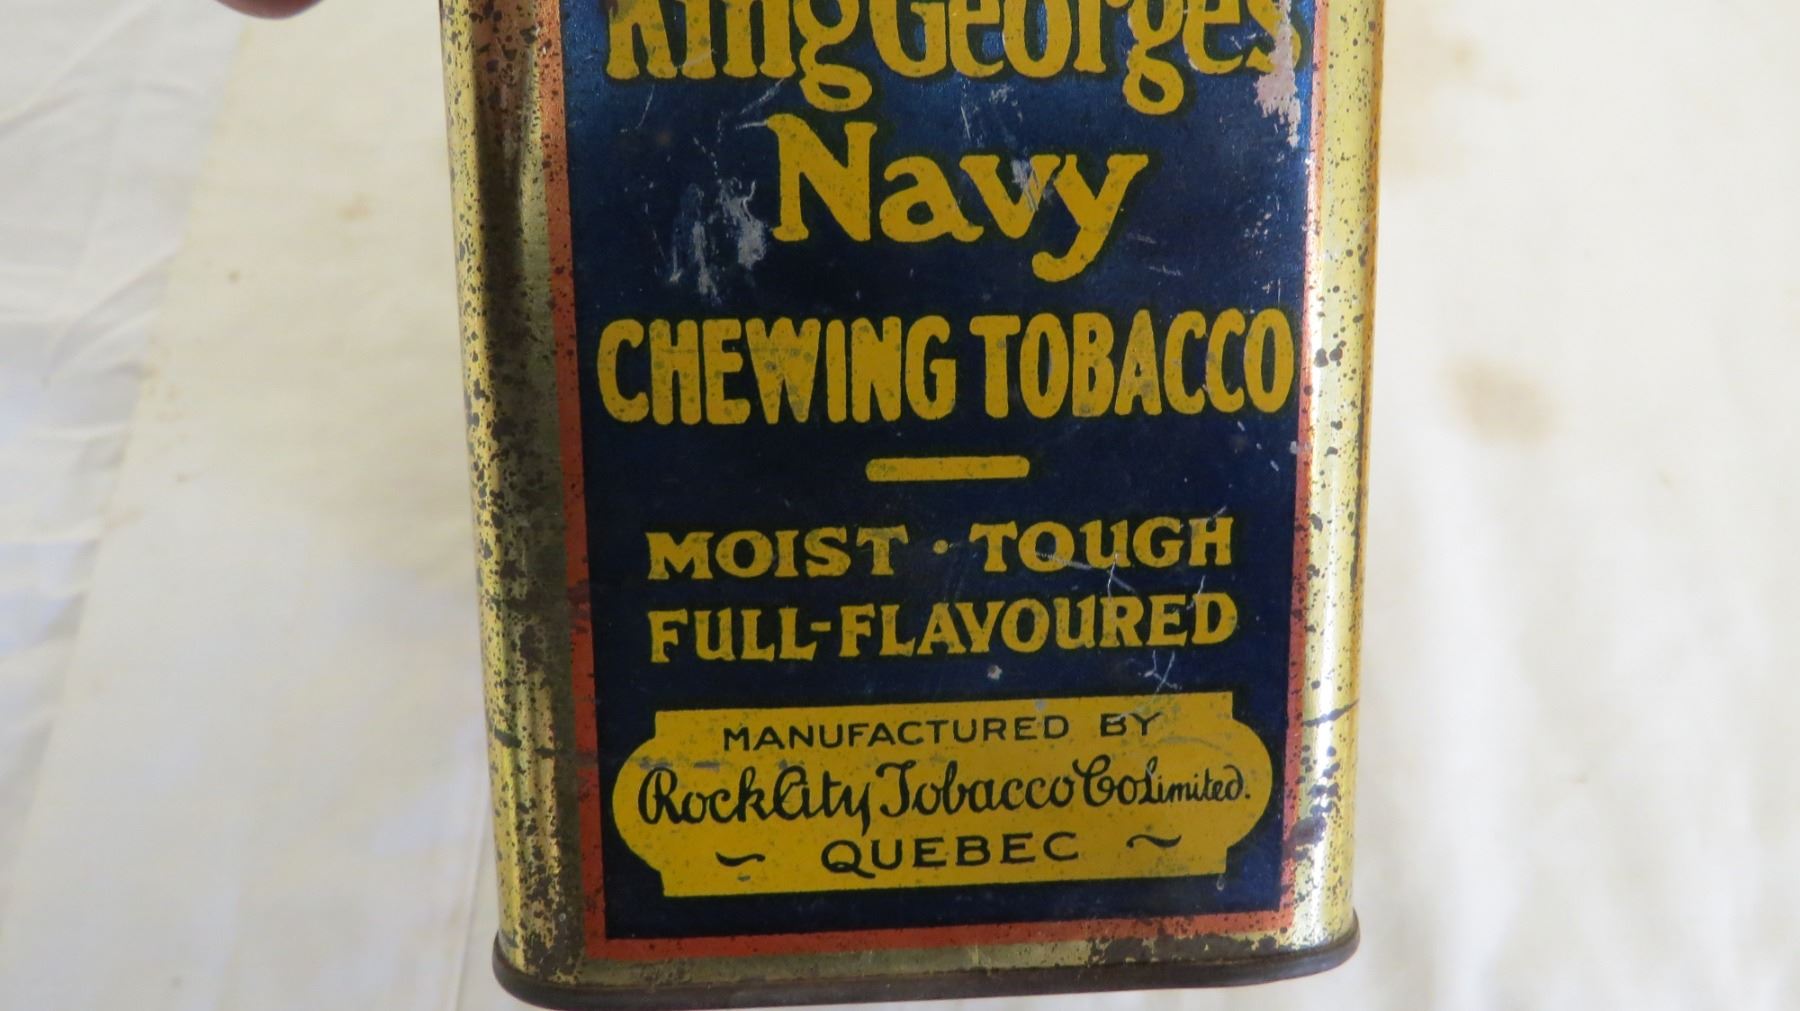 King George's
Navy
CHEWING TOBACCO
MOIST · TOUGH
FULL-FLAVOURED
MANUFACTURED BY
Rock City Tobacco Co Limited.
~ QUEBEC ~